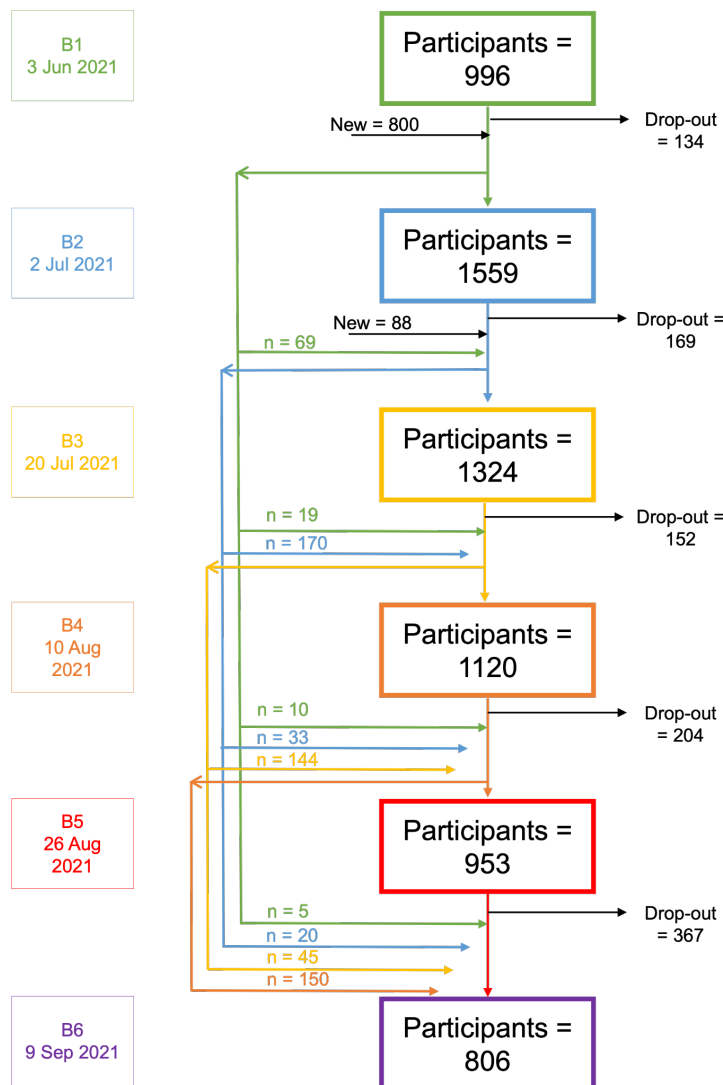 B1
3 Jun 2021
Participants =
996
New = 800
Drop-out
= 134
B2
2 Jul 2021
Participants =
1559
New = 88
Drop-out =
169
n = 69
B3
20 Jul 2021
Participants =
1324
n = 19
Drop-out =
152
n = 170
B4
10 Aug
2021
Participants =
1120
n = 10
Drop-out
= 204
n = 33
n = 144
B5
26 Aug
2021
Participants =
953
n = 5
Drop-out
= 367
n = 20
n = 45
n = 150
B6
9 Sep 2021
Participants =
806